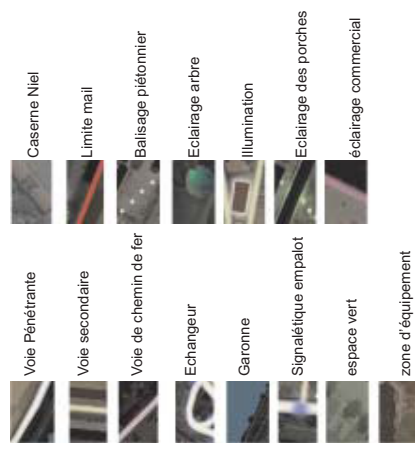 Caserne Niel
Limite mail
Balisage piétonnier
Eclairage arbre
Illumination
Eclairage des porches
éclairage commercial
Voie Pénétrante
Voie secondaire
Voie de chemin de fer
Echangeur
Garonne
Signalétique empalot
espace vert
zone d'équipement